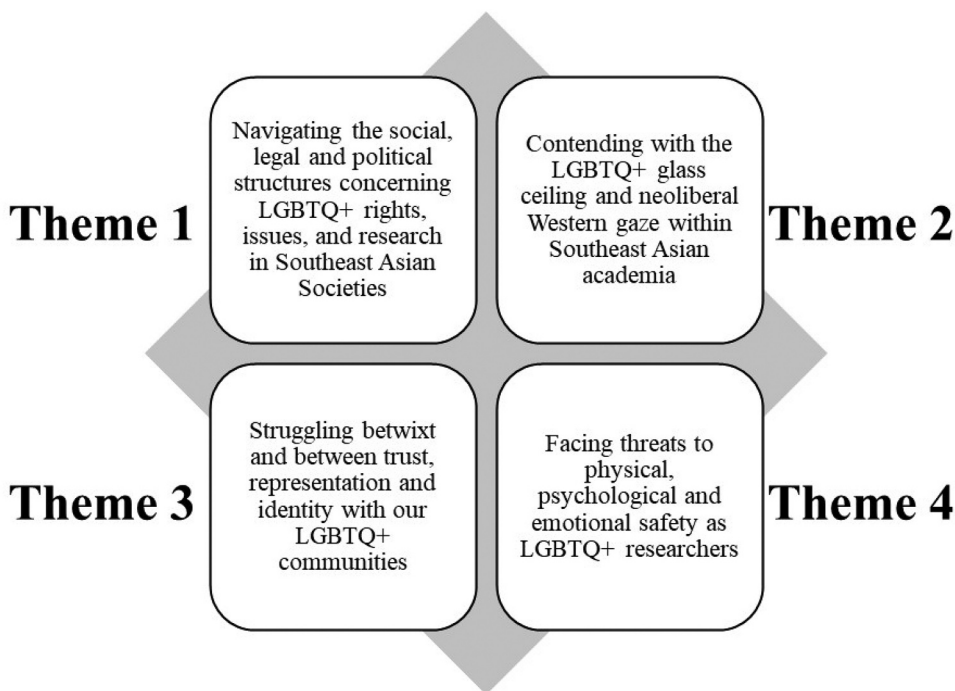 Theme 1
Navigating the social,
legal and political
structures concerning
LGBTQ+ rights,
issues, and research
in Southeast Asian
Societies
Contending with the
LGBTQ+ glass
ceiling and neoliberal
Western gaze within
Southeast Asian
academia
Theme 2
Theme 3
Struggling betwixt
and between trust,
representation and
identity with our
LGBTQ+
communities
Facing threats to
physical,
psychological and
emotional safety as
LGBTQ+ researchers
Theme 4